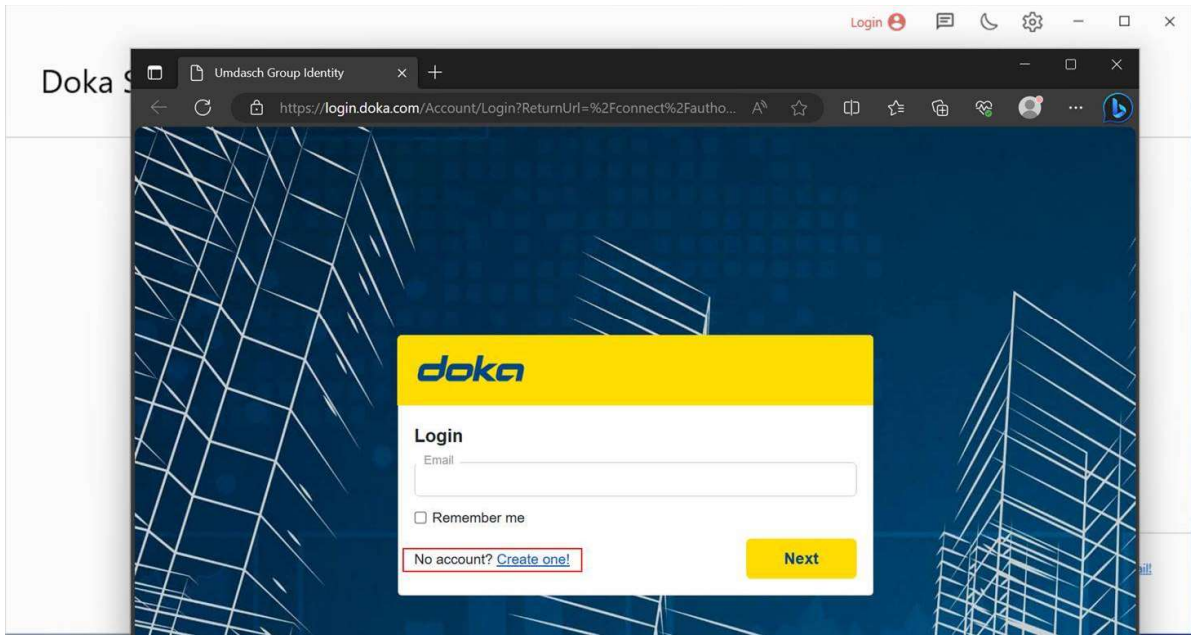 Login
Doka S
Umdasch Group Identity
https://login.doka.com/Account/Login?ReturnUrl=%2Fconnect%2Fautho...
doka
Login
Email
Remember me
No account? Create one!
Next